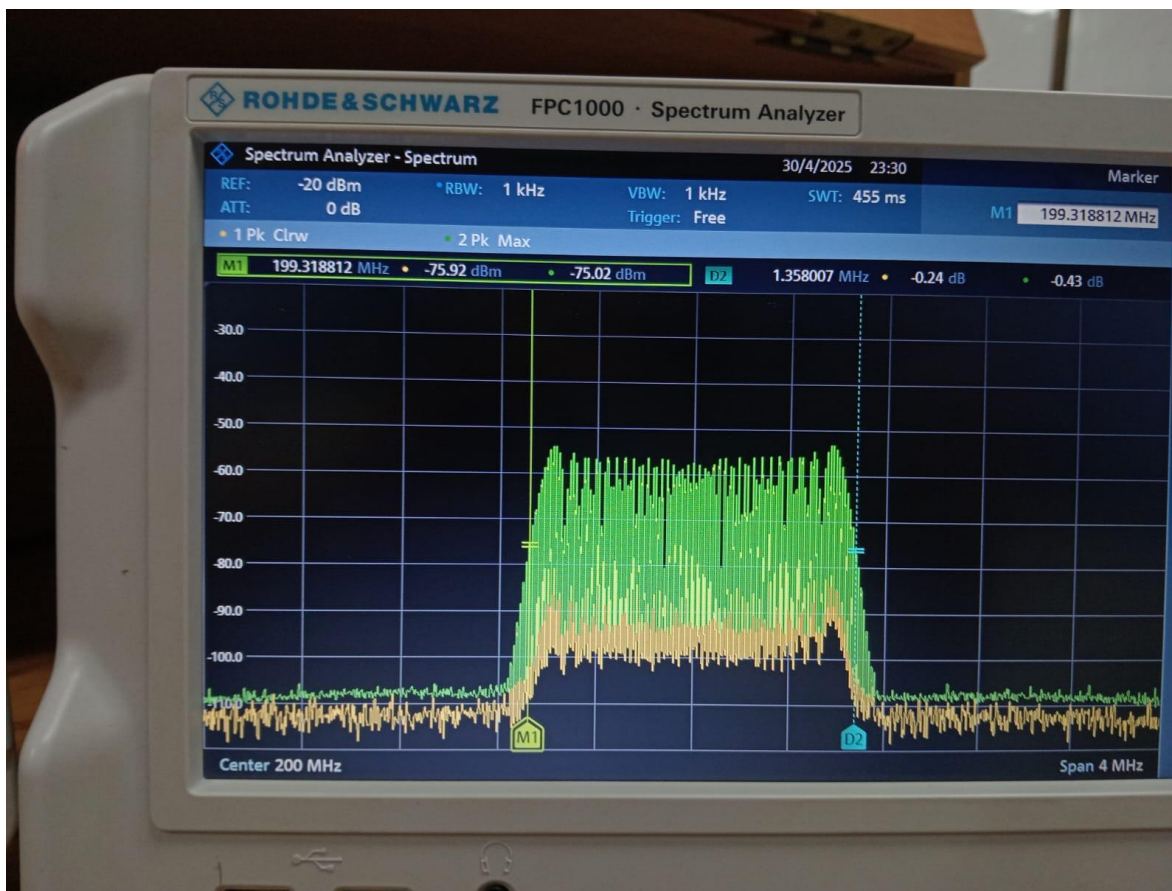 R&S ROHDE&SCHWARZ FPC1000 · Spectrum Analyzer
Spectrum Analyzer - Spectrum 30/4/2025 23:30 Marker
REF: -20 dBm RBW: 1 kHz VBW: 1 kHz SWT: 455 ms
ATT: 0 dB Trigger: Free M1 199.318812 MHz
1 Pk Clrw 2 Pk Max
M1 199.318812 MHz -75.92 dBm -75.02 dBm D2 1.358007 MHz -0.24 dB -0.43 dB
-30.0
-40.0
-50.0
-60.0
-70.0
-80.0
-90.0
-100.0
-110.0
M1 D2
Center 200 MHz Span 4 MHz